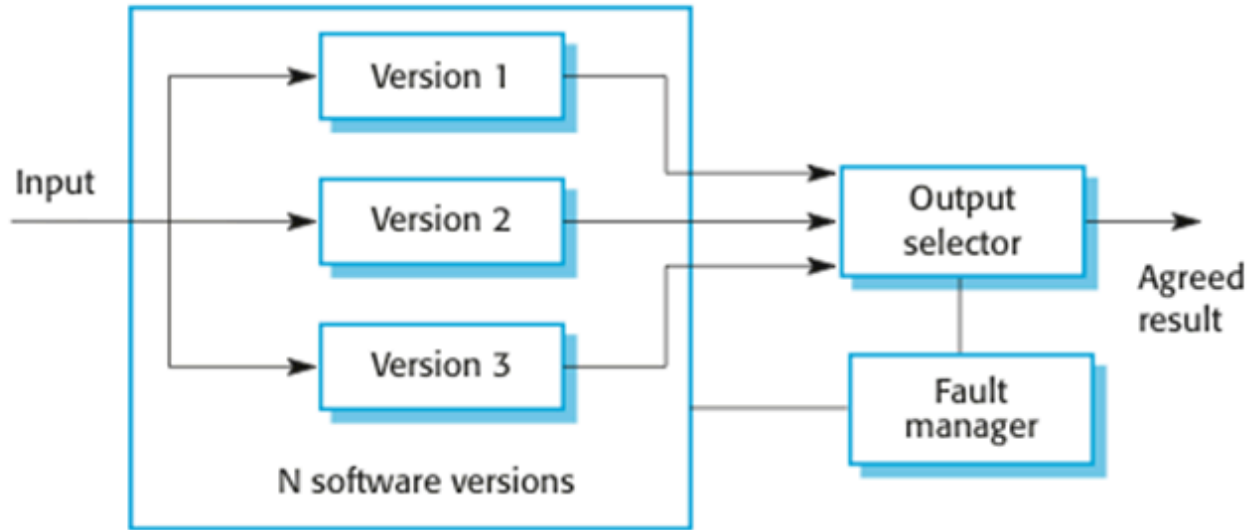 Input
Version 1
Version 2
Version 3
N software versions
Output
selector
Agreed
result
Fault
manager